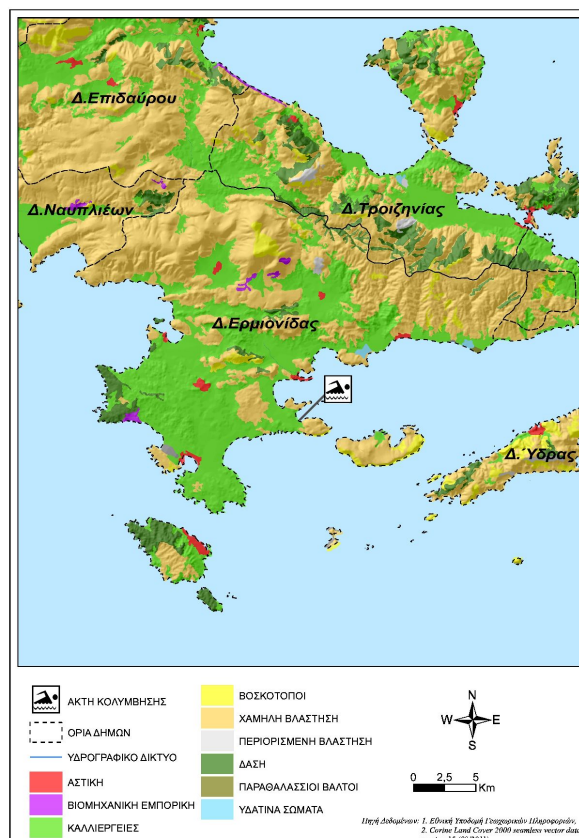 Δ.Επιδαύρου
Δ.Ναυπλιέων
Δ.Τροιζηνίας
Δ.Ερμιονίδας
Δ.Ύδρας
ΑΚΤΗ ΚΟΛΥΜΒΗΣΗΣ
ΟΡΙΑ ΔΗΜΩΝ
ΥΔΡΟΓΡΑΦΙΚΟ ΔΙΚΤΥΟ
ΑΣΤΙΚΗ
ΒΙΟΜΗΧΑΝΙΚΗ ΕΜΠΟΡΙΚΗ
ΚΑΛΛΙΕΡΓΕΙΕΣ
ΒΟΣΚΟΤΟΠΟΙ
ΧΑΜΗΛΗ ΒΛΑΣΤΗΣΗ
ΠΕΡΙΟΡΙΣΜΕΝΗ ΒΛΑΣΤΗΣΗ
ΔΑΣΗ
ΠΑΡΑΘΑΛΑΣΣΙΟΙ ΒΑΛΤΟΙ
ΥΔΑΤΙΝΑ ΣΩΜΑΤΑ
N
W E
S
0 2,5 5
Km
Πηγή Δεδομένων: 1. Εθνική Υποδομή Γεωχωρικών Πληροφοριών,
2. Corine Land Cover 2000 seamless vector data